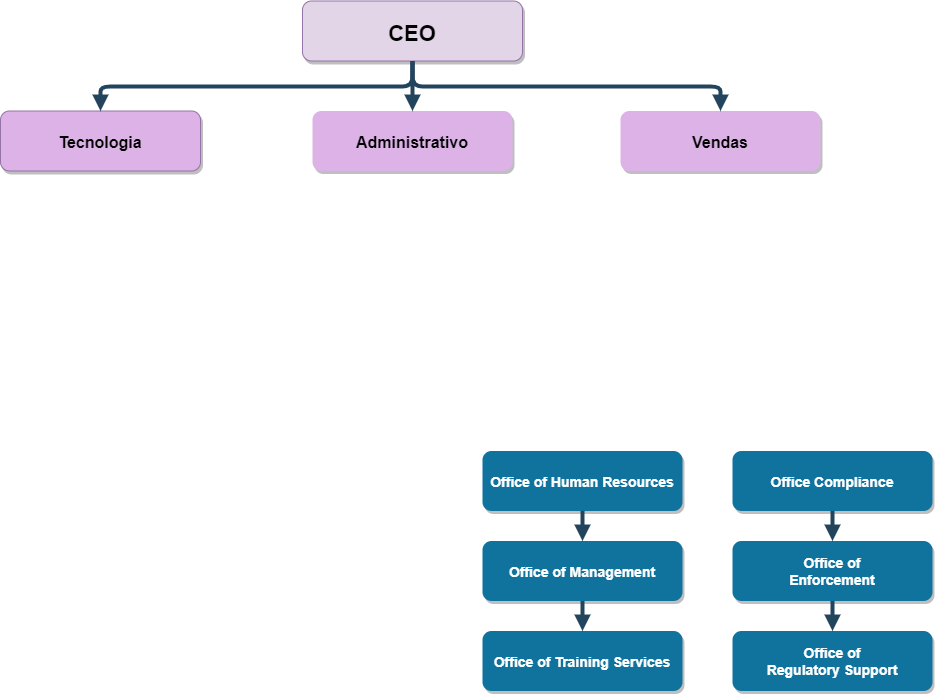 CEO
Tecnologia
Administrativo
Vendas
Office of Human Resources
Office Compliance
Office of Management
Office of
Enforcement
Office of Training Services
Office of
Regulatory Support